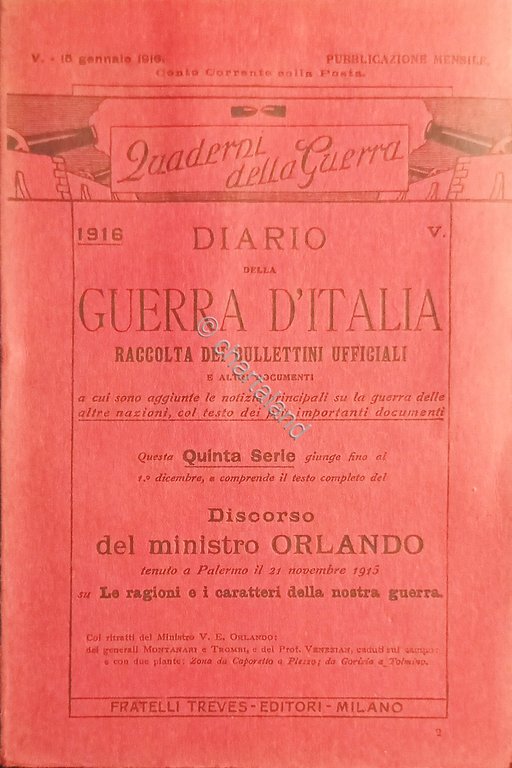 V. - 15 gennaio 1916. PUBBLICAZIONE MENSILE.
Conto Corrente colla Posta.
Quaderni
della Guerra
1916 DIARIO V.
DELLA
GUERRA D'ITALIA
RACCOLTA DEI BULLETTINI UFFICIALI
E ALTRI DOCUMENTI
a cui sono aggiunte le notizie principali su la guerra delle
altre nazioni, col testo dei più importanti documenti
Questa Quinta Serie giunge fino al
1.º dicembre, e comprende il testo completo del
Discorso
del ministro ORLANDO
tenuto a Palermo il 21 novembre 1915
su Le ragioni e i caratteri della nostra guerra.
Coi ritratti del Ministro V. E. ORLANDO;
dei generali MONTANARI e TROMBI, e del Prof. VENEZIAN, caduti sul campo;
e con due piante: Zona da Caporetto a Plezzo; da Gorizia a Tolmino.
FRATELLI TREVES - EDITORI - MILANO
2
© chartaland